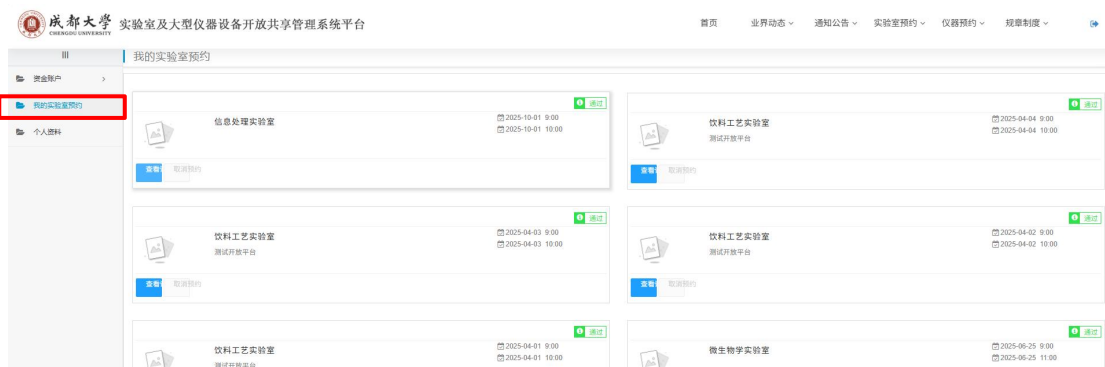 成都大学 实验室及大型仪器设备开放共享管理系统平台
CHENGDU UNIVERSITY
首页 业界动态 通知公告 实验室预约 仪器预约 规章制度
我的实验室预约
资金账户
我的实验室预约
个人资料
通过
信息处理实验室
2025-10-01 9:00
2025-10-01 10:00
查看 取消预约
通过
饮料工艺实验室
2025-04-04 9:00
2025-04-04 10:00
测试开放平台
查看 取消预约
通过
饮料工艺实验室
2025-04-03 9:00
2025-04-03 10:00
测试开放平台
查看 取消预约
通过
饮料工艺实验室
2025-04-02 9:00
2025-04-02 10:00
测试开放平台
查看 取消预约
通过
饮料工艺实验室
2025-04-01 9:00
2025-04-01 10:00
测试开放平台
通过
微生物学实验室
2025-06-25 9:00
2025-06-25 11:00